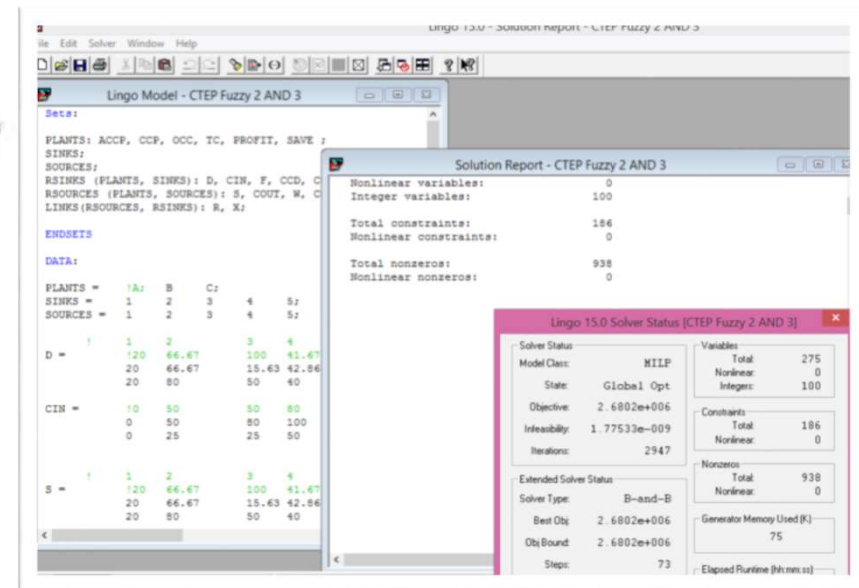 Lingo 15.0 - Solution Report - CTEP Fuzzy 2 AND 3
File Edit Solver Window Help
Lingo Model - CTEP Fuzzy 2 AND 3
Sets:
PLANTS: ACCP, CCP, OCC, TC, PROFIT, SAVE ;
SINKS;
SOURCES;
RSINKS (PLANTS, SINKS): D, CIN, F, CCD, C
RSOURCES (PLANTS, SOURCES): S, COUT, W, C
LINKS(RSOURCES, RSINKS): R, X;
ENDSETS
DATA:
PLANTS = !A; B C;
SINKS = 1 2 3 4 5;
SOURCES = 1 2 3 4 5;
! 1 2 3 4
D = !20 66.67 100 41.67
20 66.67 15.63 42.86
20 80 50 40
CIN = !0 50 50 80
0 50 80 100
0 25 25 50
! 1 2 3 4
S = !20 66.67 100 41.67
20 66.67 15.63 42.86
20 80 50 40
Solution Report - CTEP Fuzzy 2 AND 3
Nonlinear variables: 0
Integer variables: 100
Total constraints: 186
Nonlinear constraints: 0
Total nonzeros: 938
Nonlinear nonzeros: 0
Lingo 15.0 Solver Status [CTEP Fuzzy 2 AND 3]
Solver Status
Model Class: MILP
State: Global Opt
Objective: 2.6802e+006
Infeasibility: 1.77533e-009
Iterations: 2947
Extended Solver Status
Solver Type: B-and-B
Best Obj: 2.6802e+006
Obj Bound: 2.6802e+006
Steps: 73
Variables
Total: 275
Nonlinear: 0
Integers: 100
Constraints
Total: 186
Nonlinear: 0
Nonzeros
Total: 938
Nonlinear: 0
Generator Memory Used (K)
75
Elapsed Runtime (hh:mm:ss)